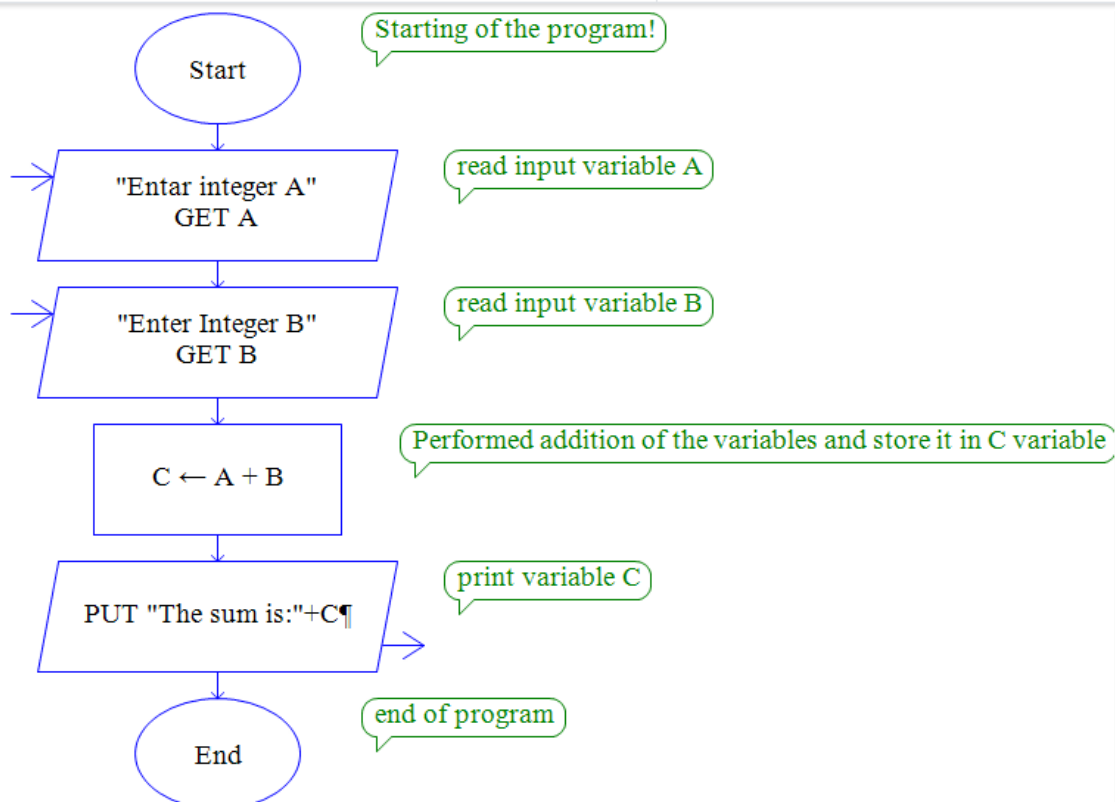 Starting of the program!
Start
"Entar integer A"
GET A
read input variable A
"Enter Integer B"
GET B
read input variable B
C ← A + B
Performed addition of the variables and store it in C variable
PUT "The sum is:"+C¶
print variable C
end of program
End